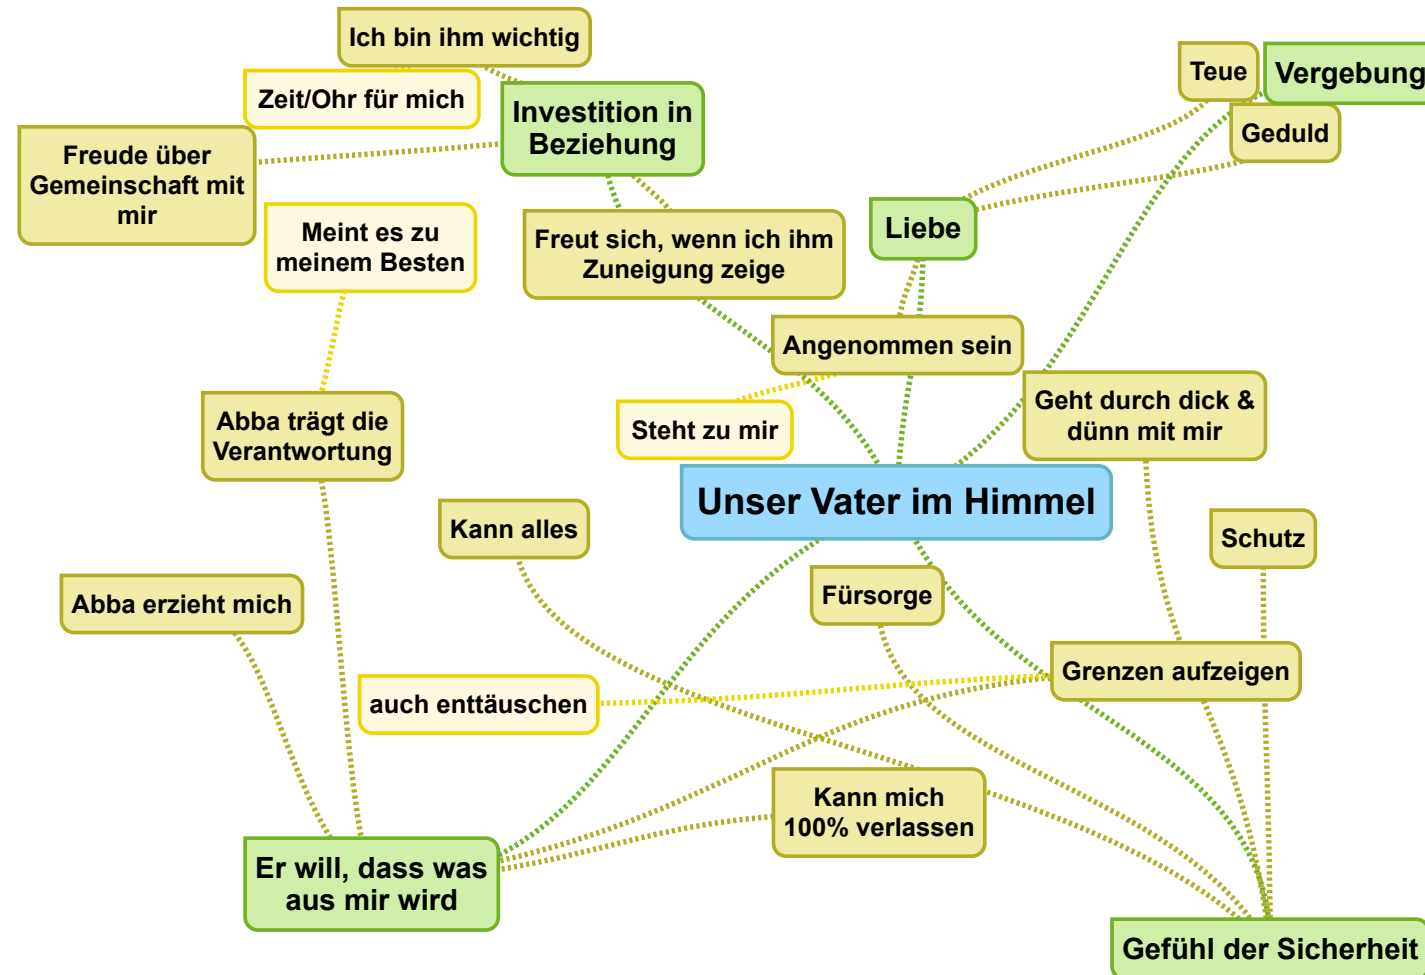 Ich bin ihm wichtig
Zeit/Ohr für mich
Investition in
Beziehung
Freude über
Gemeinschaft mit
mir
Teue
Vergebung
Geduld
Meint es zu
meinem Besten
Freut sich, wenn ich ihm
Zuneigung zeige
Liebe
Angenommen sein
Steht zu mir
Geht durch dick &
dünn mit mir
Abba trägt die
Verantwortung
Unser Vater im Himmel
Kann alles
Schutz
Abba erzieht mich
Fürsorge
Grenzen aufzeigen
auch enttäuschen
Kann mich
100% verlassen
Er will, dass was
aus mir wird
Gefühl der Sicherheit